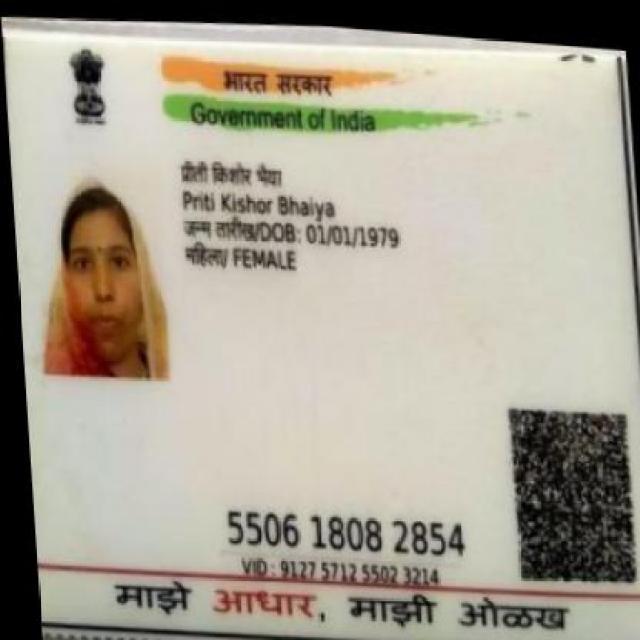 भारत सरकार
Government of India
प्रीती किशोर भैया
Priti Kishor Bhaiya
जन्म तारीख/DOB: 01/01/1979
महिला/ FEMALE
5506 1808 2854
VID : 9127 5712 5502 3214
माझे आधार, माझी ओळख